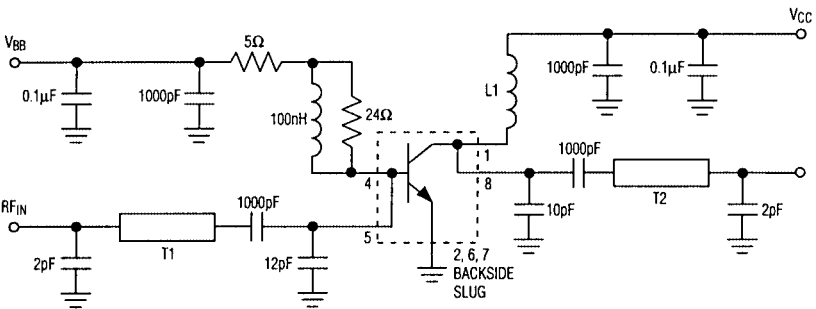 VCC
VBB
5Ω
0.1μF
1000pF
100nH
24Ω
L1
1000pF
0.1μF
1
4
8
1000pF
RFIN
1000pF
T1
2pF
12pF
5
2, 6, 7
BACKSIDE
SLUG
10pF
T2
2pF